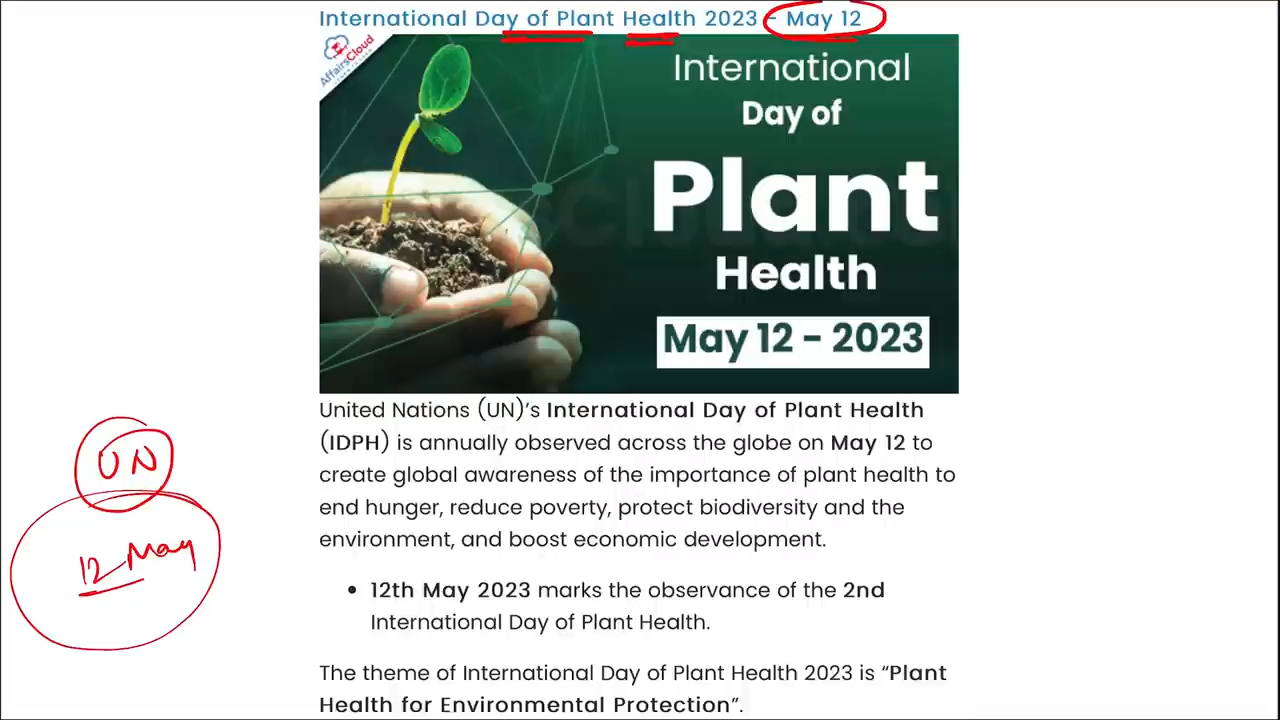 International Day of Plant Health 2023 - May 12
AffairsCloud
International
Day of
Plant
Health
May 12 - 2023
United Nations (UN)’s International Day of Plant Health
(IDPH) is annually observed across the globe on May 12 to
create global awareness of the importance of plant health to
end hunger, reduce poverty, protect biodiversity and the
environment, and boost economic development.
• 12th May 2023 marks the observance of the 2nd
International Day of Plant Health.
The theme of International Day of Plant Health 2023 is “Plant
Health for Environmental Protection”.
UN
12 May